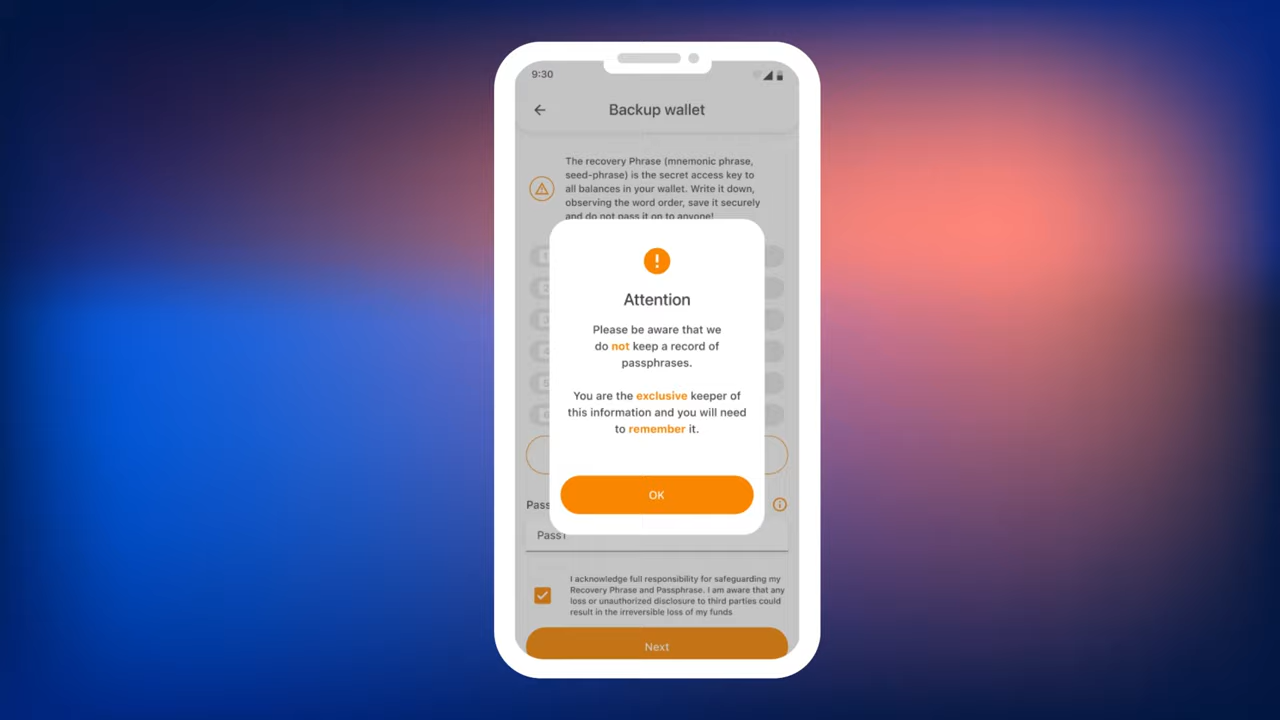 9:30
Backup wallet
The recovery Phrase (mnemonic phrase,
seed-phrase) is the secret access key to
all balances in your wallet. Write it down,
observing the word order, save it securely
and do not pass it on to anyone!
Attention
Please be aware that we
do not keep a record of
passphrases.
You are the exclusive keeper of
this information and you will need
to remember it.
OK
Pass
Pass1
I acknowledge full responsibility for safeguarding my
Recovery Phrase and Passphrase. I am aware that any
loss or unauthorized disclosure to third parties could
result in the irreversible loss of my funds
Next